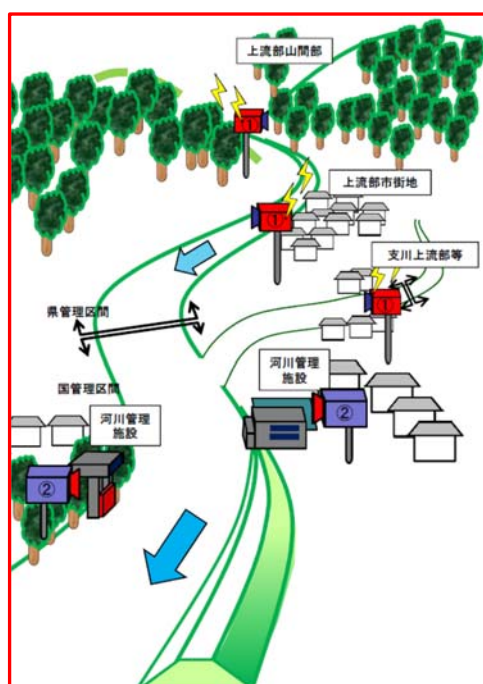 上流部山間部
①
上流部市街地
①
支川上流部等
①
県管理区間
河川管理
施設
国管理区間
河川管理
施設
②
②